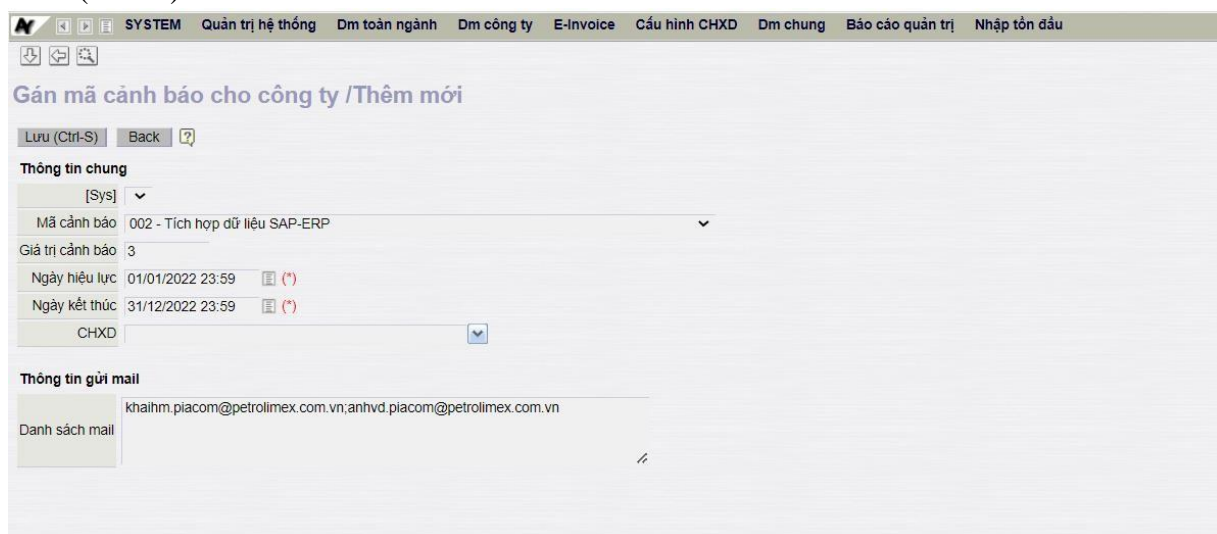 SYSTEM Quản trị hệ thống Dm toàn ngành Dm công ty E-Invoice Cấu hình CHXD Dm chung Báo cáo quản trị Nhập tồn đầu
Gán mã cảnh báo cho công ty /Thêm mới
Lưu (Ctrl-S) Back ?
Thông tin chung
[Sys]
Mã cảnh báo 002 - Tích hợp dữ liệu SAP-ERP
Giá trị cảnh báo 3
Ngày hiệu lực 01/01/2022 23:59 (*)
Ngày kết thúc 31/12/2022 23:59 (*)
CHXD
Thông tin gửi mail
khaihm.piacom@petrolimex.com.vn;anhvd.piacom@petrolimex.com.vn
Danh sách mail